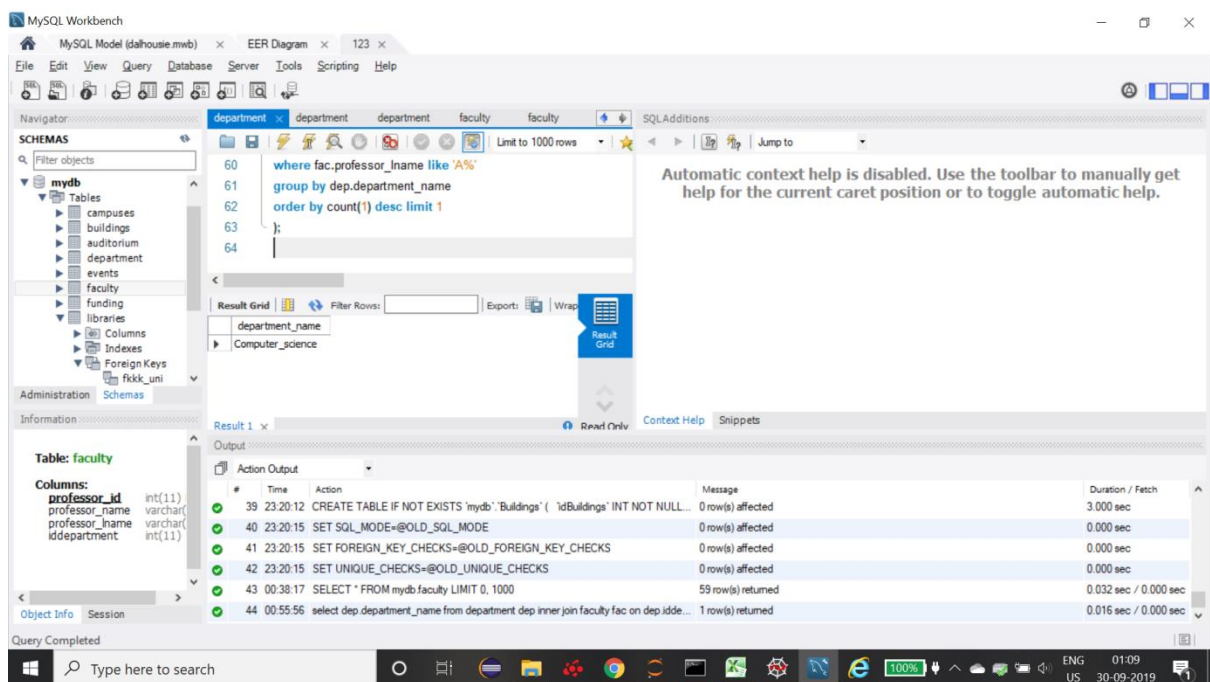 MySQL Workbench
MySQL Model (dalhousie.mwb) × EER Diagram × 123 ×
File Edit View Query Database Server Tools Scripting Help
Navigator
SCHEMAS
Filter objects
mydb
Tables
campuses
buildings
auditorium
department
events
faculty
funding
libraries
Columns
Indexes
Foreign Keys
fkkk_uni
Administration Schemas
Information
Table: faculty
Columns:
professor_id int(11)
professor_name varchar(
professor_lname varchar(
iddepartment int(11)
Object Info Session
department × department department faculty faculty
Limit to 1000 rows
60 where fac.professor_lname like 'A%'
61 group by dep.department_name
62 order by count(1) desc limit 1
63 );
64
Result Grid Filter Rows: Export: Wrap
department_name
Computer_science
Result
Grid
Result 1 × Read Only
SQLAdditions
Jump to
Automatic context help is disabled. Use the toolbar to manually get
help for the current caret position or to toggle automatic help.
Context Help Snippets
Output
Action Output
# Time Action Message Duration / Fetch
39 23:20:12 CREATE TABLE IF NOT EXISTS `mydb`.`Buildings` ( `idBuildings` INT NOT NULL... 0 row(s) affected 3.000 sec
40 23:20:15 SET SQL_MODE=@OLD_SQL_MODE 0 row(s) affected 0.000 sec
41 23:20:15 SET FOREIGN_KEY_CHECKS=@OLD_FOREIGN_KEY_CHECKS 0 row(s) affected 0.000 sec
42 23:20:15 SET UNIQUE_CHECKS=@OLD_UNIQUE_CHECKS 0 row(s) affected 0.000 sec
43 00:38:17 SELECT * FROM mydb.faculty LIMIT 0, 1000 59 row(s) returned 0.032 sec / 0.000 sec
44 00:55:56 select dep.department_name from department dep inner join faculty fac on dep.idde... 1 row(s) returned 0.016 sec / 0.000 sec
Query Completed
Type here to search
100%
ENG
US
01:09
30-09-2019